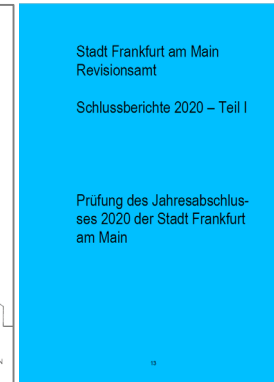 Stadt Frankfurt am Main
Revisionsamt
Schlussberichte 2020 – Teil I
Prüfung des Jahresabschlus-
ses 2020 der Stadt Frankfurt
am Main
13
N